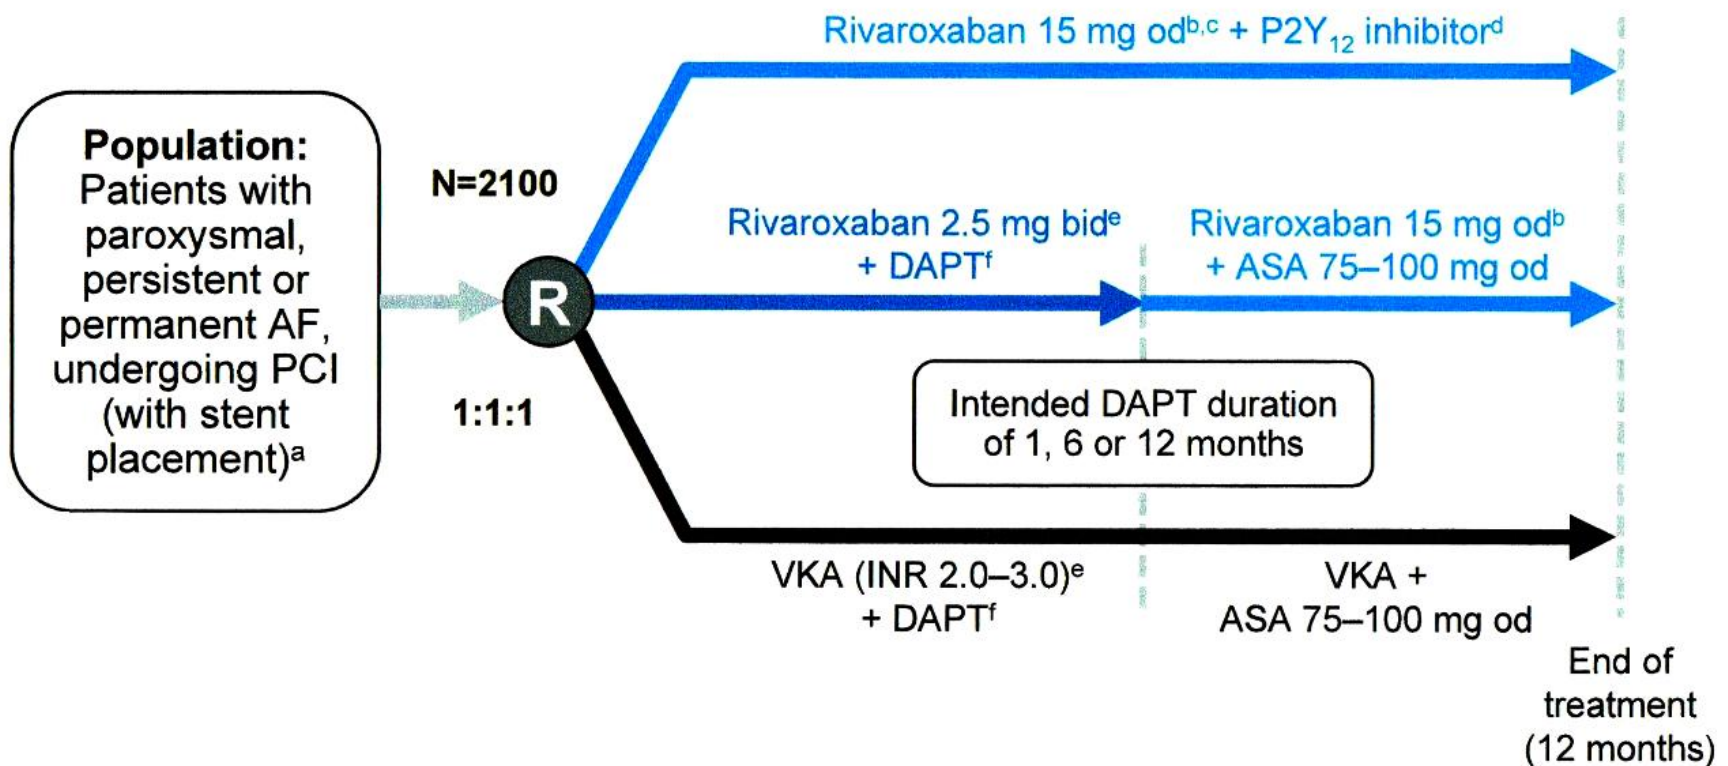 Rivaroxaban 15 mg odᵇ,ᶜ + P2Y₁₂ inhibitorᵈ
Population:
Patients with
paroxysmal,
persistent or
permanent AF,
undergoing PCI
(with stent
placement)ᵃ
N=2100
R
1:1:1
Rivaroxaban 2.5 mg bidᵉ
+ DAPTᶠ
Rivaroxaban 15 mg odᵇ
+ ASA 75–100 mg od
Intended DAPT duration
of 1, 6 or 12 months
VKA (INR 2.0–3.0)ᵉ
+ DAPTᶠ
VKA +
ASA 75–100 mg od
End of
treatment
(12 months)